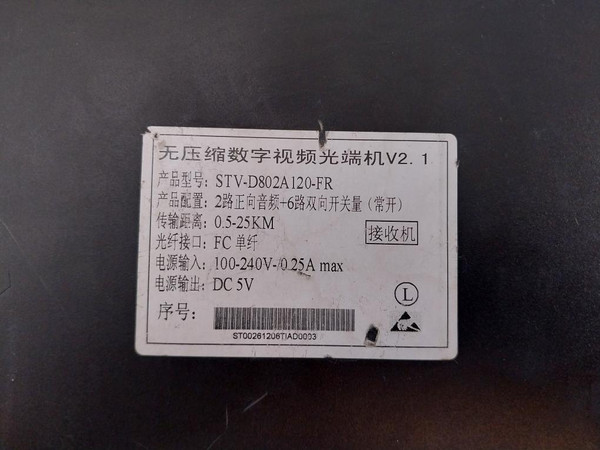 无压缩数字视频光端机V2.1
产品型号: STV-D802A120-FR
产品配置: 2路正向音频+6路双向开关量（常开）
传输距离: 0.5-25KM
接收机
光纤接口: FC 单纤
电源输入: 100-240V-/0.25A max
电源输出: DC 5V
L
序号:
ST00261206TIAD0003